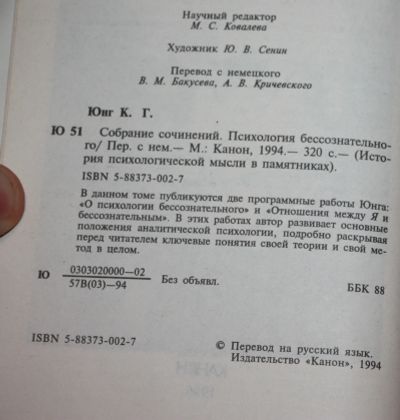 Научный редактор
М. С. Ковалева
Художник Ю. В. Сенин
Перевод с немецкого
В. М. Бакусева, А. В. Кричевского
Юнг К. Г.
Ю 51 Собрание сочинений. Психология бессознательно-
го/ Пер. с нем.— М.: Канон, 1994.— 320 с.— (Исто-
рия психологической мысли в памятниках).
ISBN 5-88373-002-7
В данном томе публикуются две программные работы Юнга:
«О психологии бессознательного» и «Отношения между Я и
бессознательным». В этих работах автор развивает основные
положения аналитической психологии, подробно раскрывая
перед читателем ключевые понятия своей теории и свой ме-
тод в целом.
Ю 0303020000—02
57В(03)—94 Без объявл. ББК 88
ISBN 5-88373-002-7
© Перевод на русский язык.
Издательство «Канон», 1994